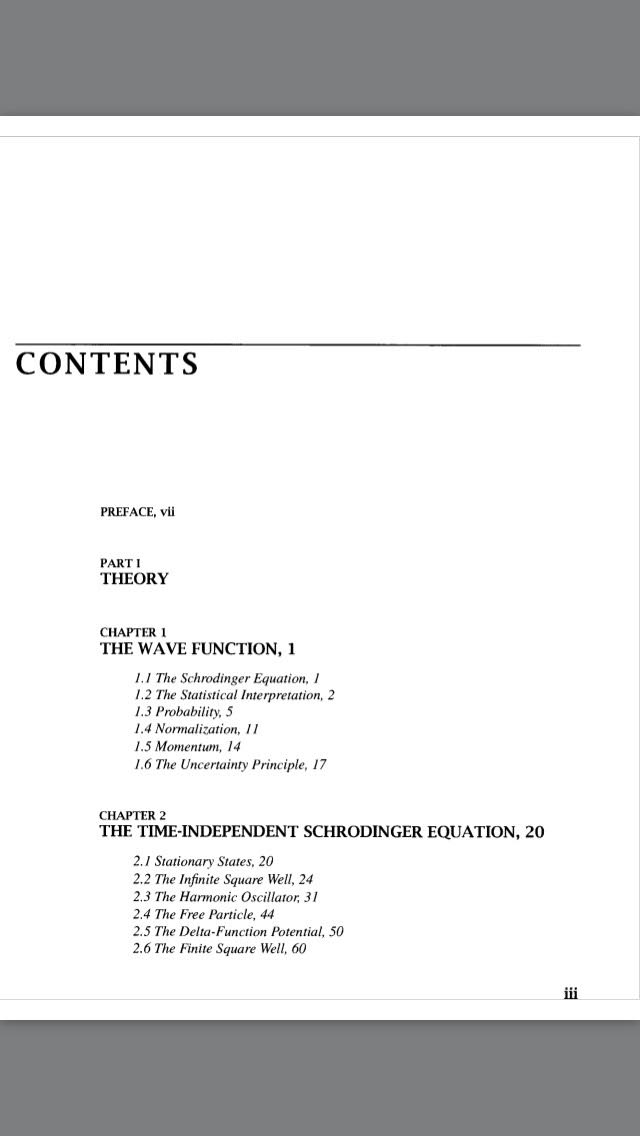 CONTENTS
PREFACE, vii
PART I
THEORY
CHAPTER 1
THE WAVE FUNCTION, 1
1.1 The Schrodinger Equation, 1
1.2 The Statistical Interpretation, 2
1.3 Probability, 5
1.4 Normalization, 11
1.5 Momentum, 14
1.6 The Uncertainty Principle, 17
CHAPTER 2
THE TIME-INDEPENDENT SCHRODINGER EQUATION, 20
2.1 Stationary States, 20
2.2 The Infinite Square Well, 24
2.3 The Harmonic Oscillator, 31
2.4 The Free Particle, 44
2.5 The Delta-Function Potential, 50
2.6 The Finite Square Well, 60
iii